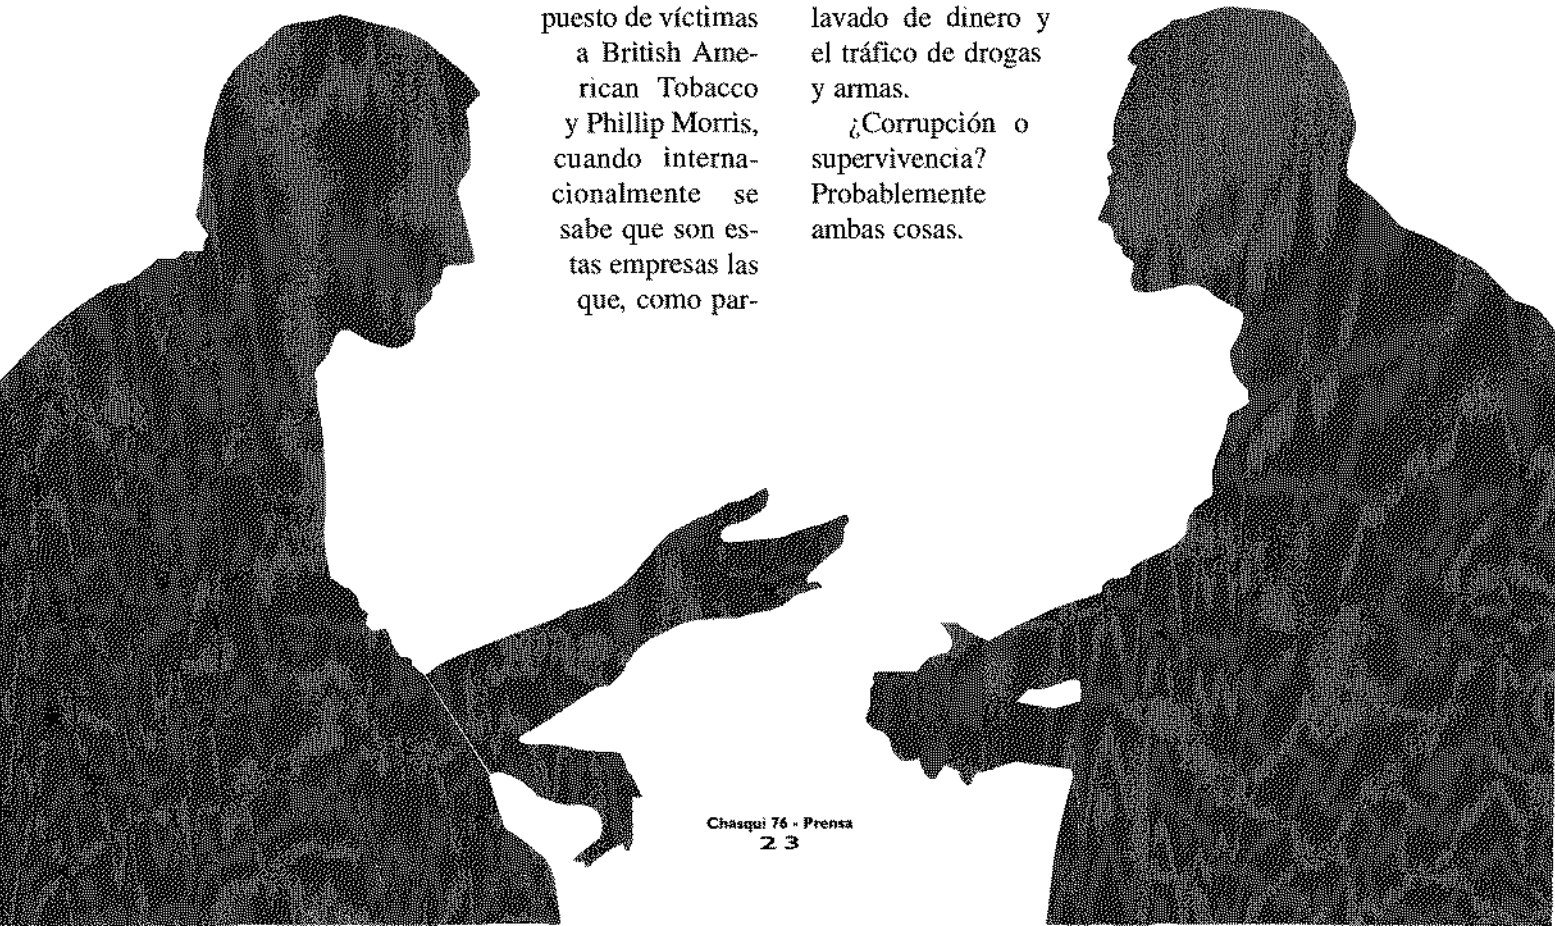 puesto de víctimas
a British Ame-
rican Tobacco
y Phillip Morris,
cuando interna-
cionalmente se
sabe que son es-
tas empresas las
que, como par-
lavado de dinero y
el tráfico de drogas
y armas.
¿Corrupción o
supervivencia?
Probablemente
ambas cosas.
Chasqui 76 - Prensa
23